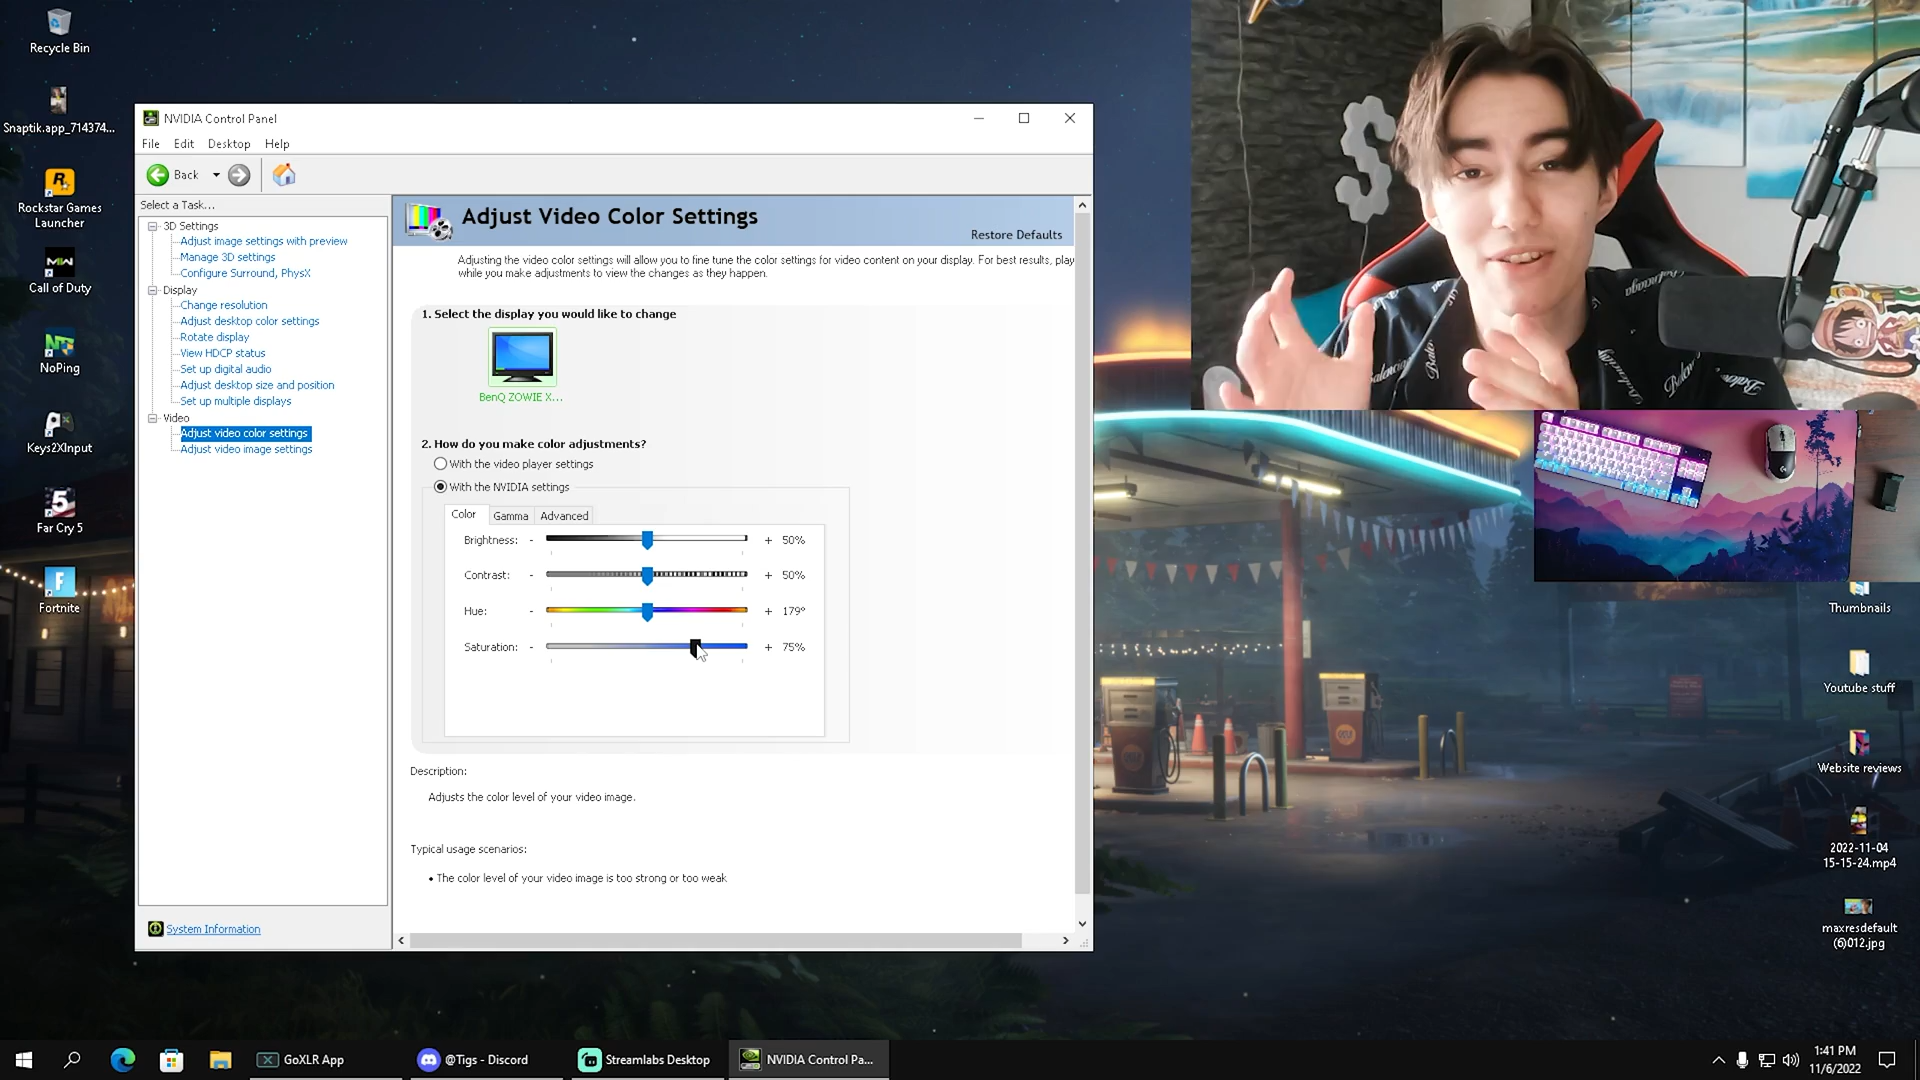 Recycle Bin
Snaptik.app_714374...
Rockstar Games
Launcher
Call of Duty
NoPing
Keys2XInput
Far Cry 5
Fortnite
NVIDIA Control Panel
File Edit Desktop Help
Back
Select a Task...
3D Settings
Adjust image settings with preview
Manage 3D settings
Configure Surround, PhysX
Display
Change resolution
Adjust desktop color settings
Rotate display
View HDCP status
Set up digital audio
Adjust desktop size and position
Set up multiple displays
Video
Adjust video color settings
Adjust video image settings
System Information
Adjust Video Color Settings
Restore Defaults
Adjusting the video color settings will allow you to fine tune the color settings for video content on your display. For best results, play
while you make adjustments to view the changes as they happen.
1. Select the display you would like to change
BenQ ZOWIE X...
2. How do you make color adjustments?
With the video player settings
With the NVIDIA settings
Color Gamma Advanced
Brightness: - + 50%
Contrast: - + 50%
Hue: - + 179°
Saturation: - + 75%
Description:
Adjusts the color level of your video image.
Typical usage scenarios:
• The color level of your video image is too strong or too weak
Thumbnails
Youtube stuff
Website reviews
2022-11-04
15-15-24.mp4
maxresdefault
(6)012.jpg
GoXLR App
@Tigs - Discord
Streamlabs Desktop
NVIDIA Control Pa...
1:41 PM
11/6/2022